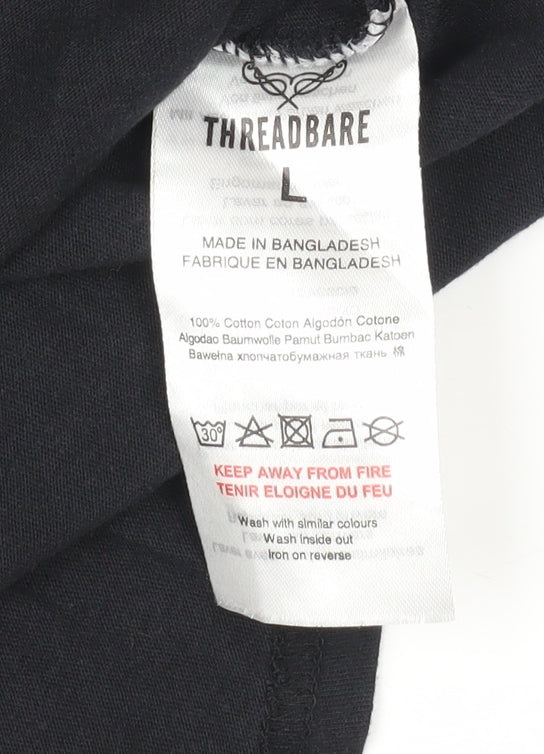 THREADBARE
L
MADE IN BANGLADESH
FABRIQUE EN BANGLADESH
100% Cotton Coton Algodón Cotone
Algodao Baumwolle Pamut Bumbac Katoen
Bawełna хлопчатобумажная ткань 棉
30°
KEEP AWAY FROM FIRE
TENIR ELOIGNE DU FEU
Wash with similar colours
Wash Inside out
Iron on reverse